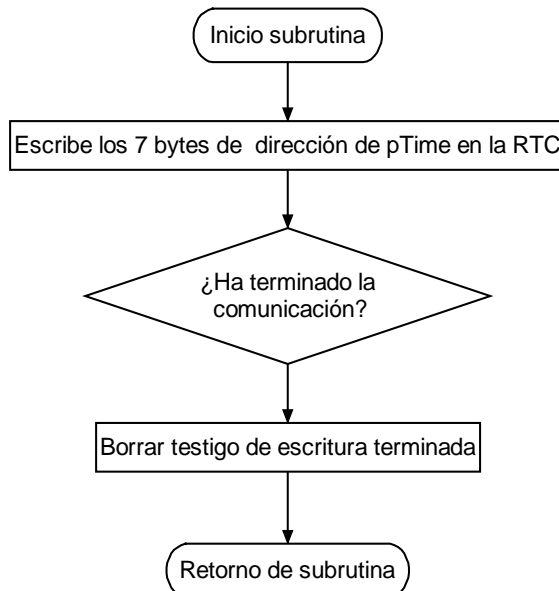 Inicio subrutina
Escribe los 7 bytes de dirección de pTime en la RTC
¿Ha terminado la
comunicación?
Borrar testigo de escritura terminada
Retorno de subrutina